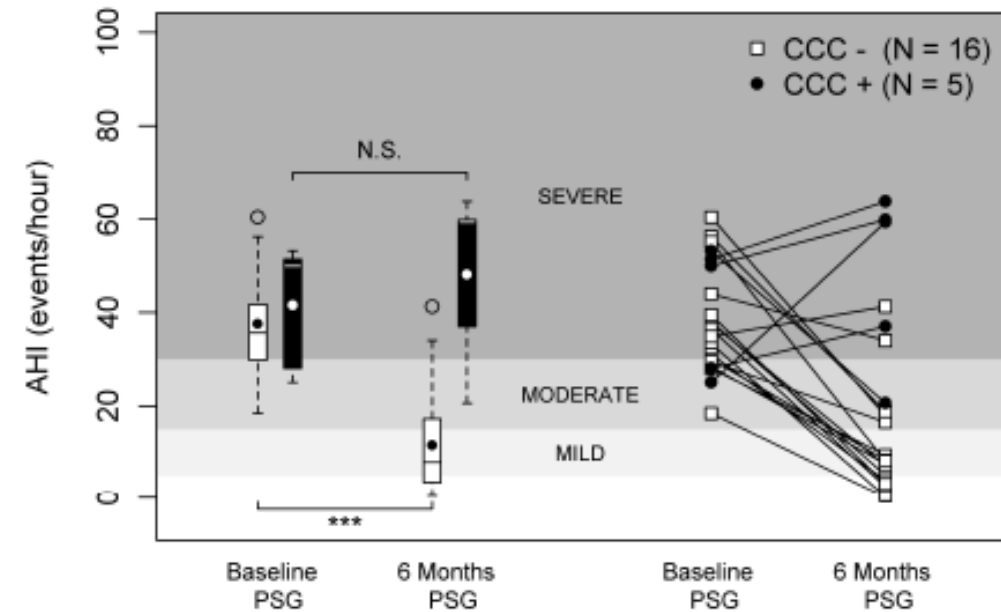 AHI (events/hour)
100
80
60
40
20
0
CCC - (N = 16)
CCC + (N = 5)
N.S.
SEVERE
MODERATE
MILD
***
Baseline
PSG
6 Months
PSG
Baseline
PSG
6 Months
PSG